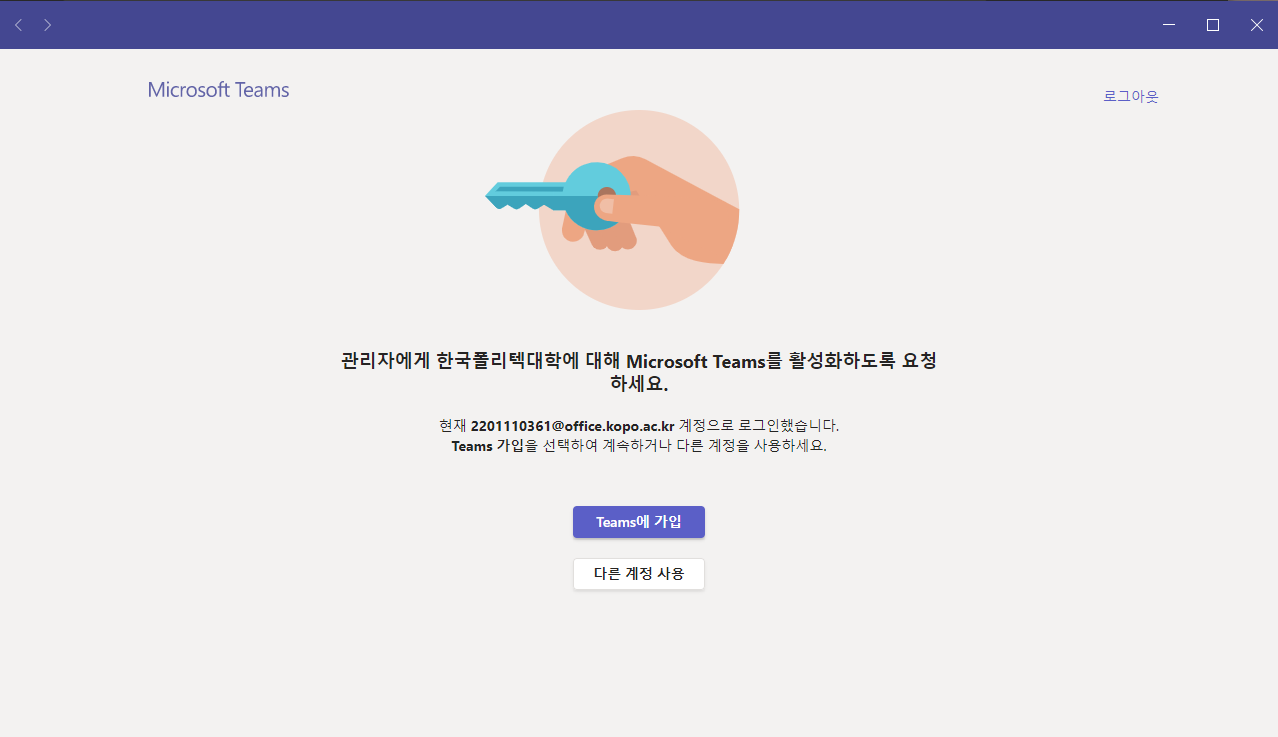 Microsoft Teams
로그아웃
관리자에게 한국폴리텍대학에 대해 Microsoft Teams를 활성화하도록 요청
하세요.
현재 2201110361@office.kopo.ac.kr 계정으로 로그인했습니다.
Teams 가입을 선택하여 계속하거나 다른 계정을 사용하세요.
Teams에 가입
다른 계정 사용